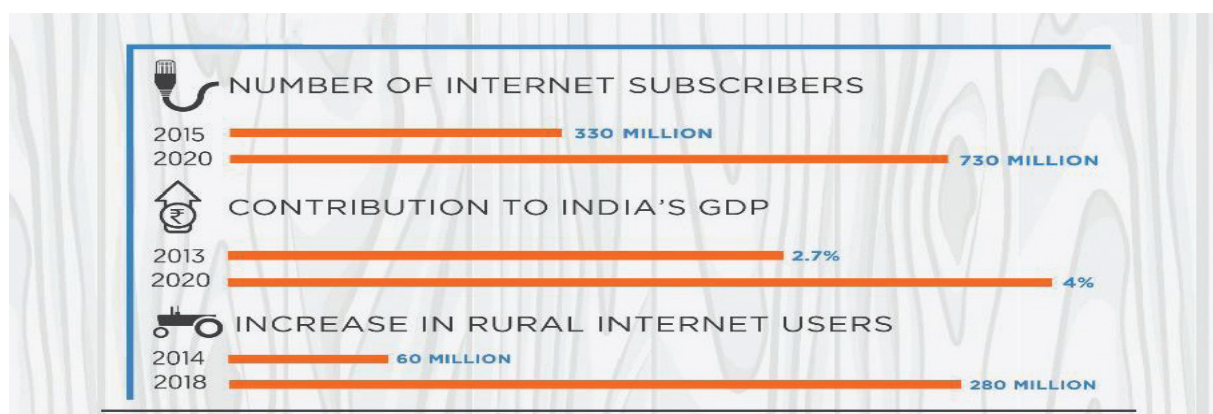 NUMBER OF INTERNET SUBSCRIBERS
2015 330 MILLION
2020 730 MILLION
₹
CONTRIBUTION TO INDIA'S GDP
2013 2.7%
2020 4%
INCREASE IN RURAL INTERNET USERS
2014 60 MILLION
2018 280 MILLION